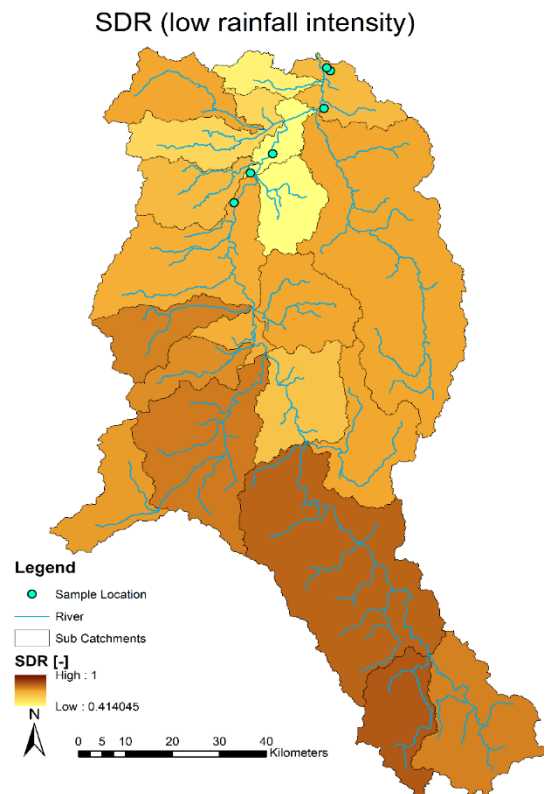 SDR (low rainfall intensity)
Legend
Sample Location
River
Sub Catchments
SDR [-]
High : 1
Low : 0.414045
N
0 5 10 20 30 40
Kilometers